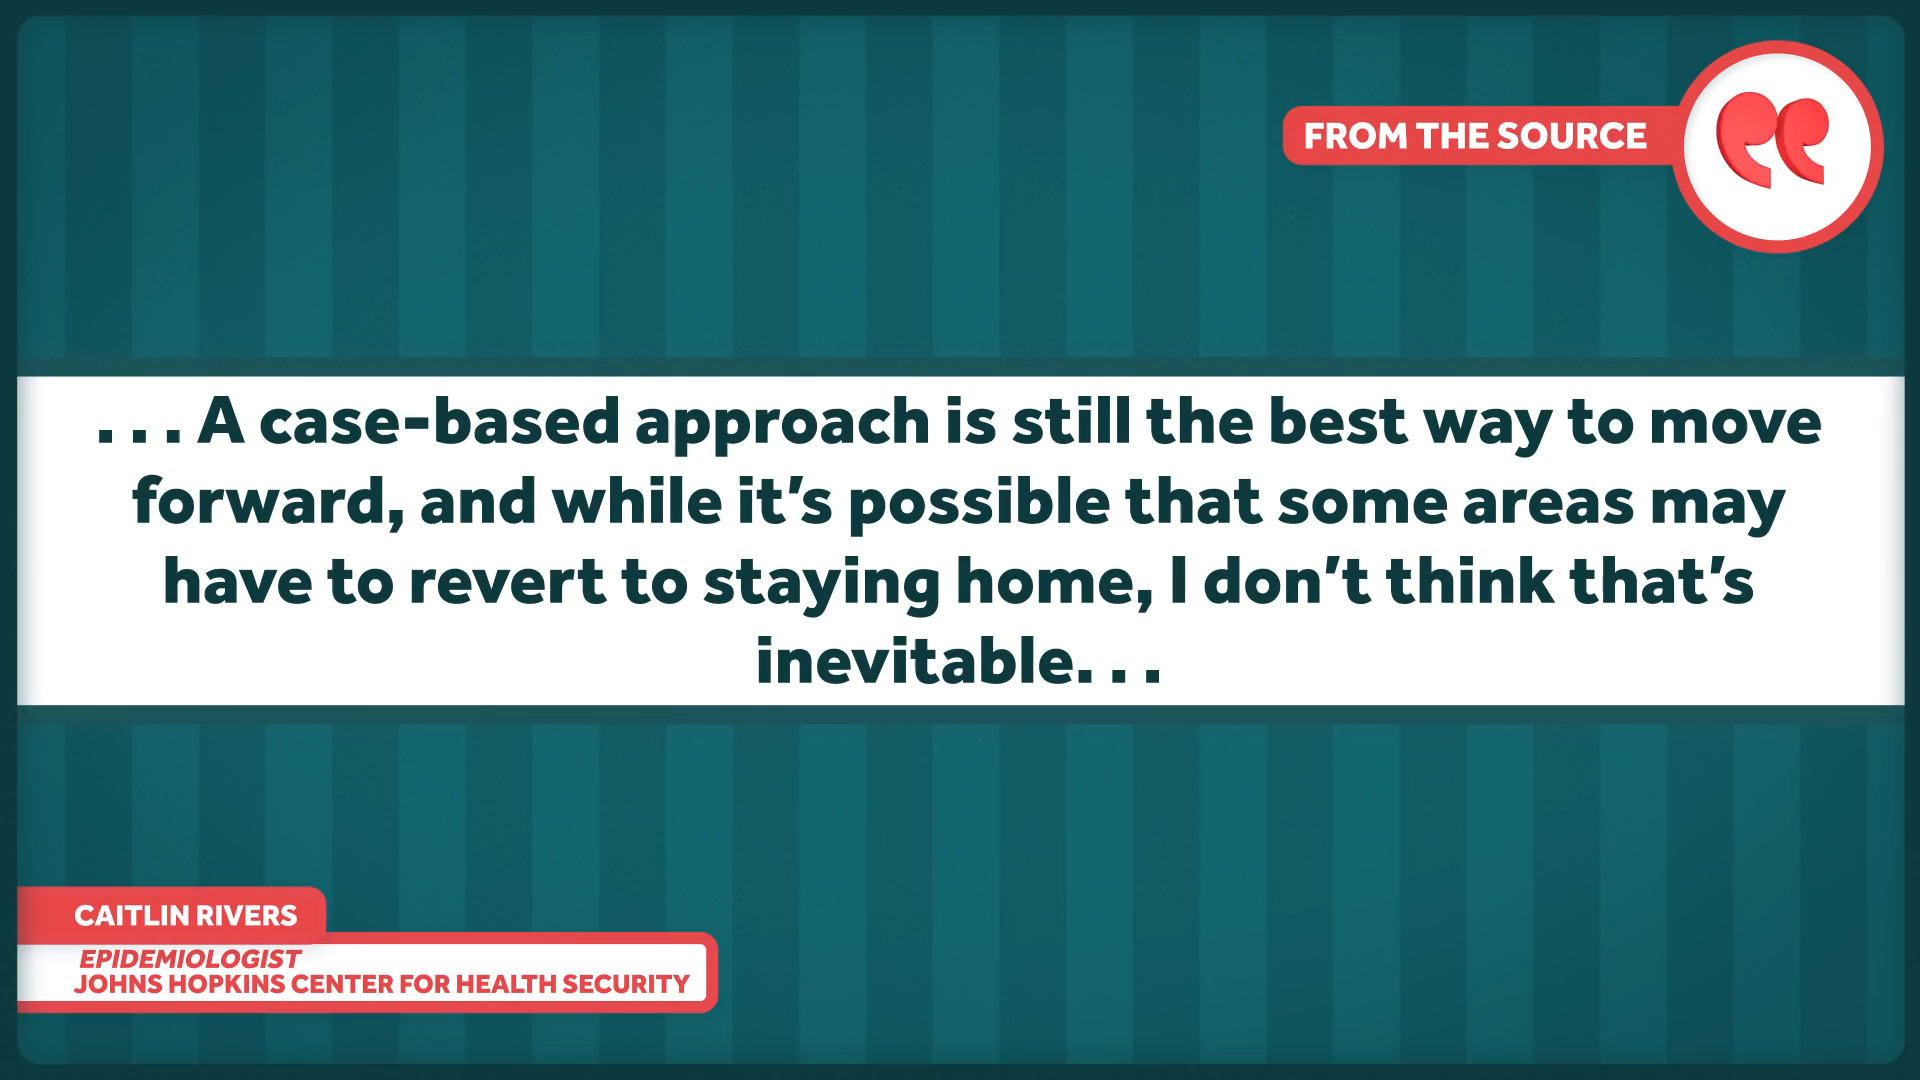 FROM THE SOURCE
. . . A case-based approach is still the best way to move
forward, and while it’s possible that some areas may
have to revert to staying home, I don’t think that’s
inevitable. . .
CAITLIN RIVERS
EPIDEMIOLOGIST
JOHNS HOPKINS CENTER FOR HEALTH SECURITY